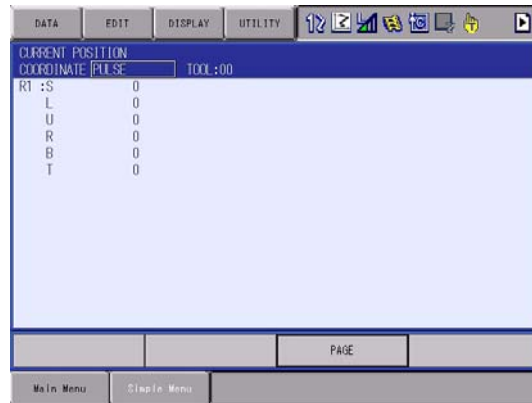 DATA EDIT DISPLAY UTILITY
CURRENT POSITION
COORDINATE PULSE TOOL:00
R1 :S 0
L 0
U 0
R 0
B 0
T 0
PAGE
Main Menu Simple Menu